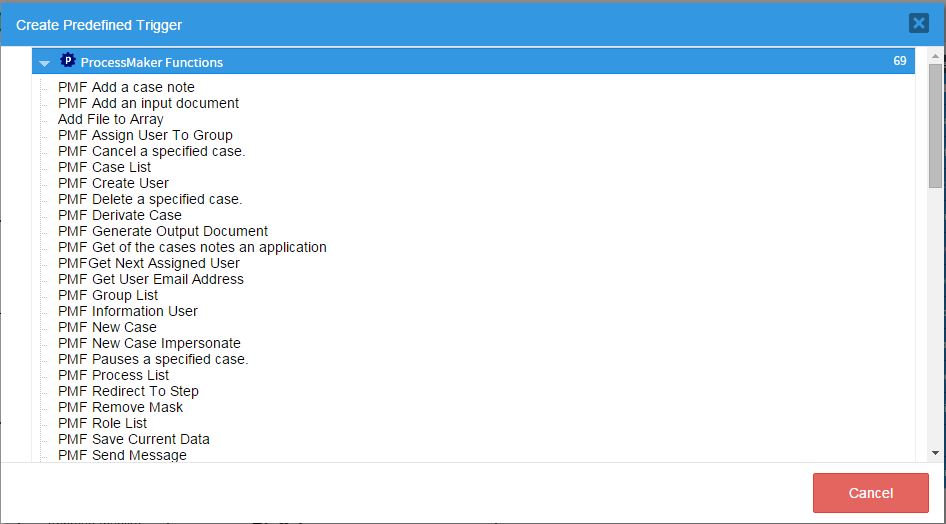 Create Predefined Trigger
P ProcessMaker Functions 69
PMF Add a case note
PMF Add an input document
Add File to Array
PMF Assign User To Group
PMF Cancel a specified case.
PMF Case List
PMF Create User
PMF Delete a specified case.
PMF Derivate Case
PMF Generate Output Document
PMF Get of the cases notes an application
PMFGet Next Assigned User
PMF Get User Email Address
PMF Group List
PMF Information User
PMF New Case
PMF New Case Impersonate
PMF Pauses a specified case.
PMF Process List
PMF Redirect To Step
PMF Remove Mask
PMF Role List
PMF Save Current Data
PMF Send Message
Cancel